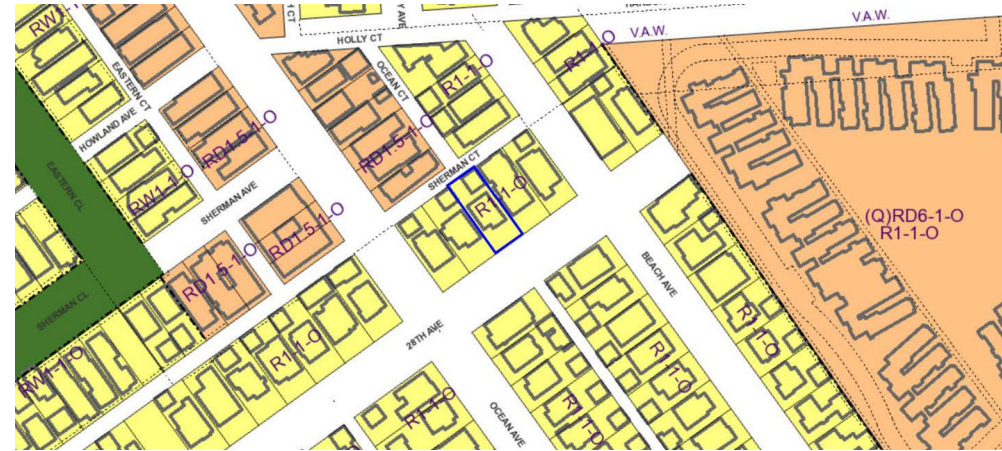 RW1-1-O
CT
Y AVE
V.A.W.
V.A.W.
HOLLY CT
R1-1-O
EASTERN CT
OCEAN CT
R1-1-O
HOWLAND AVE
RD1.5-1-O
RD1.5-1-O
SHERMAN CT
EASTERN CL
RW1-1-O
SHERMAN AVE
R1-1-O
(Q)RD6-1-O
R1-1-O
RD1.5-1-O
RD1.5-1-O
BEACH AVE
SHERMAN CL
R1-1-O
28TH AVE
R1-1-O
R1-1-O
RW1-1-O
R1-1-O
OCEAN AVE
R1-1-O